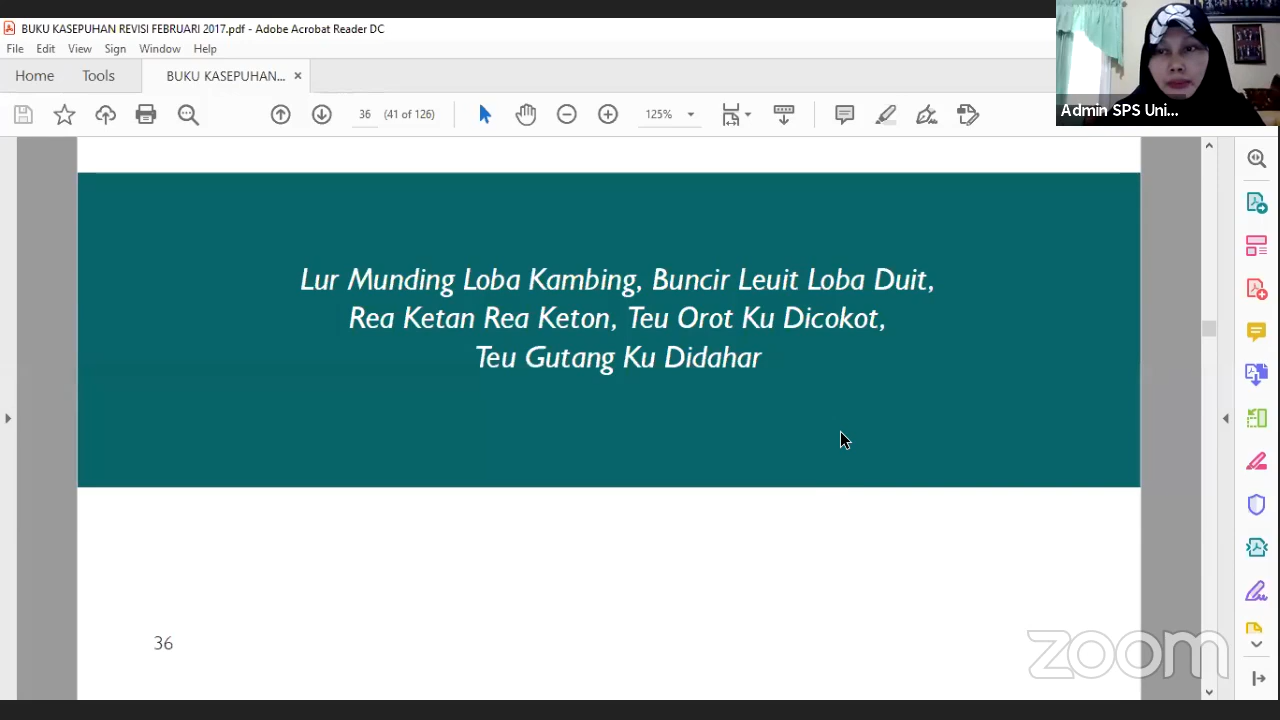 BUKU KASEPUHAN REVISI FEBRUARI 2017.pdf - Adobe Acrobat Reader DC
File Edit View Sign Window Help
Home Tools BUKU KASEPUHAN... ×
36 (41 of 126) 125%
Admin SPS Uni...
Lur Munding Loba Kambing, Buncir Leuit Loba Duit,
Rea Ketan Rea Keton, Teu Orot Ku Dicokot,
Teu Gutang Ku Didahar
36
zoom